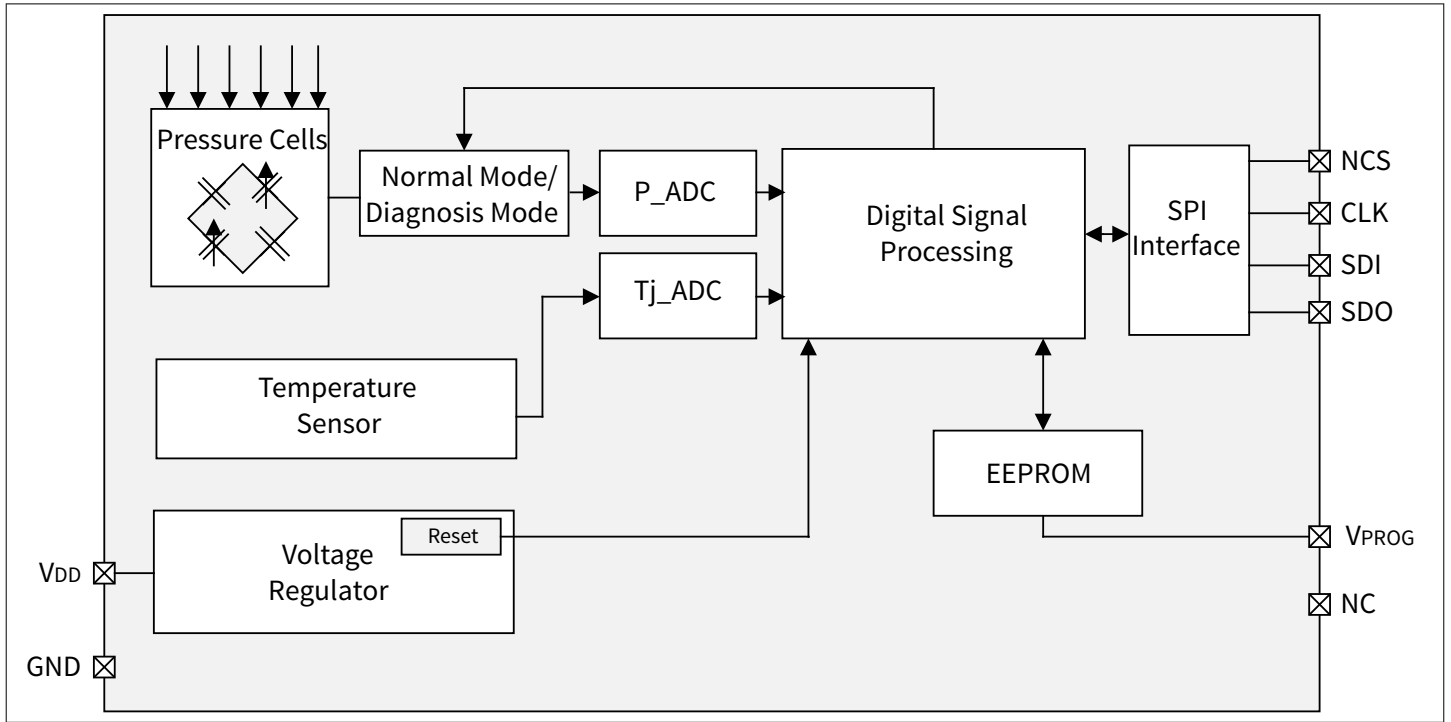 Pressure Cells
Normal Mode/
Diagnosis Mode
P_ADC
Digital Signal
Processing
SPI
Interface
NCS
CLK
SDI
SDO
Tj_ADC
Temperature
Sensor
EEPROM
Reset
Voltage
Regulator
VDD
GND
VPROG
NC